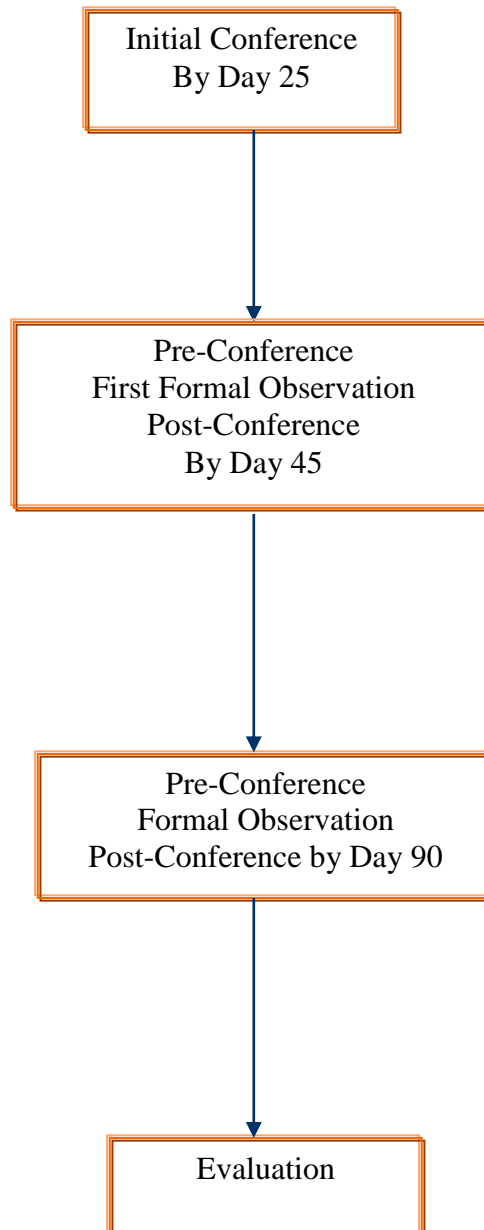 Initial Conference
By Day 25
Pre-Conference
First Formal Observation
Post-Conference
By Day 45
Pre-Conference
Formal Observation
Post-Conference by Day 90
Evaluation